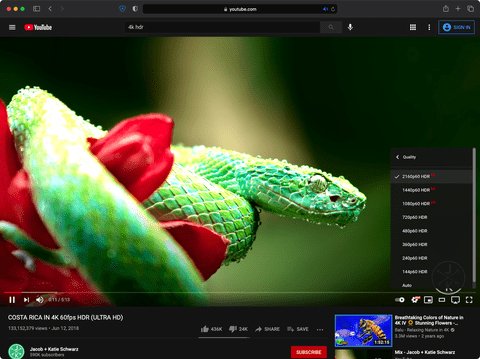 youtube.com
YouTube
4k hdr
SIGN IN
Quality
2160p60 HDR
1440p60 HDR
1080p60 HDR
720p60 HDR
480p60 HDR
360p60 HDR
240p60 HDR
144p60 HDR
Auto
0:11 / 5:13
COSTA RICA IN 4K 60fps HDR (ULTRA HD)
133,152,379 views • Jun 12, 2018
436K
24K
SHARE
SAVE
Jacob + Katie Schwarz
590K subscribers
SUBSCRIBE
1:52:15
Breathtaking Colors of Nature in
4K IV Stunning Flowers -...
Balu - Relaxing Nature in 4K
3.3M views • 2 years ago
Mix - Jacob + Katie Schwarz